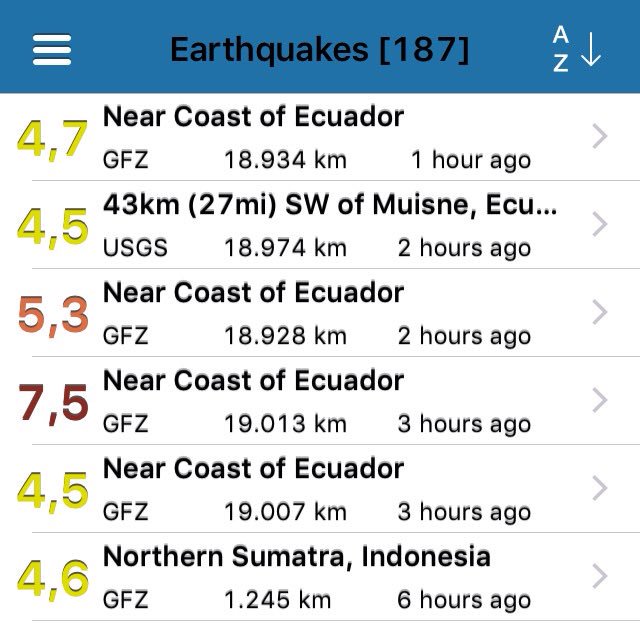 Earthquakes [187]
A
Z
4,7 Near Coast of Ecuador
GFZ 18.934 km 1 hour ago
4,5 43km (27mi) SW of Muisne, Ecu...
USGS 18.974 km 2 hours ago
5,3 Near Coast of Ecuador
GFZ 18.928 km 2 hours ago
7,5 Near Coast of Ecuador
GFZ 19.013 km 3 hours ago
4,5 Near Coast of Ecuador
GFZ 19.007 km 3 hours ago
4,6 Northern Sumatra, Indonesia
GFZ 1.245 km 6 hours ago